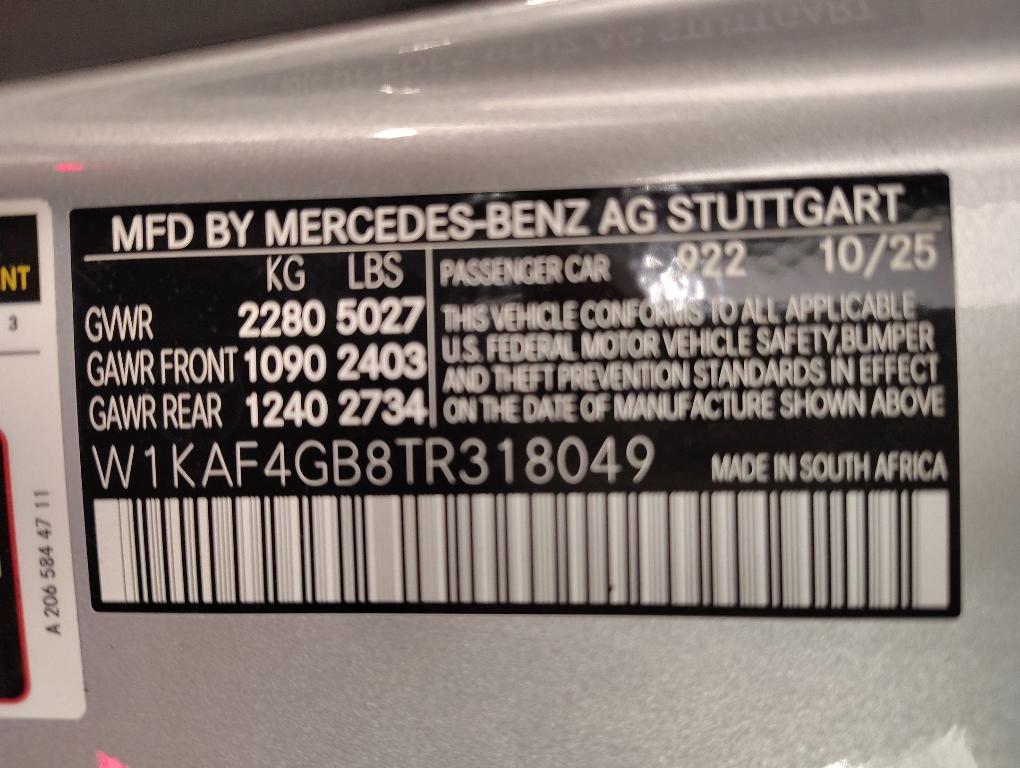 MFD BY MERCEDES-BENZ AG STUTTGART
KG LBS
GVWR 2280 5027
GAWR FRONT 1090 2403
GAWR REAR 1240 2734
PASSENGER CAR 922 10/25
THIS VEHICLE CONFORMS TO ALL APPLICABLE
U.S. FEDERAL MOTOR VEHICLE SAFETY,BUMPER
AND THEFT PREVENTION STANDARDS IN EFFECT
ON THE DATE OF MANUFACTURE SHOWN ABOVE
W1KAF4GB8TR318049 MADE IN SOUTH AFRICA
NT
3
A 206 584 47 11